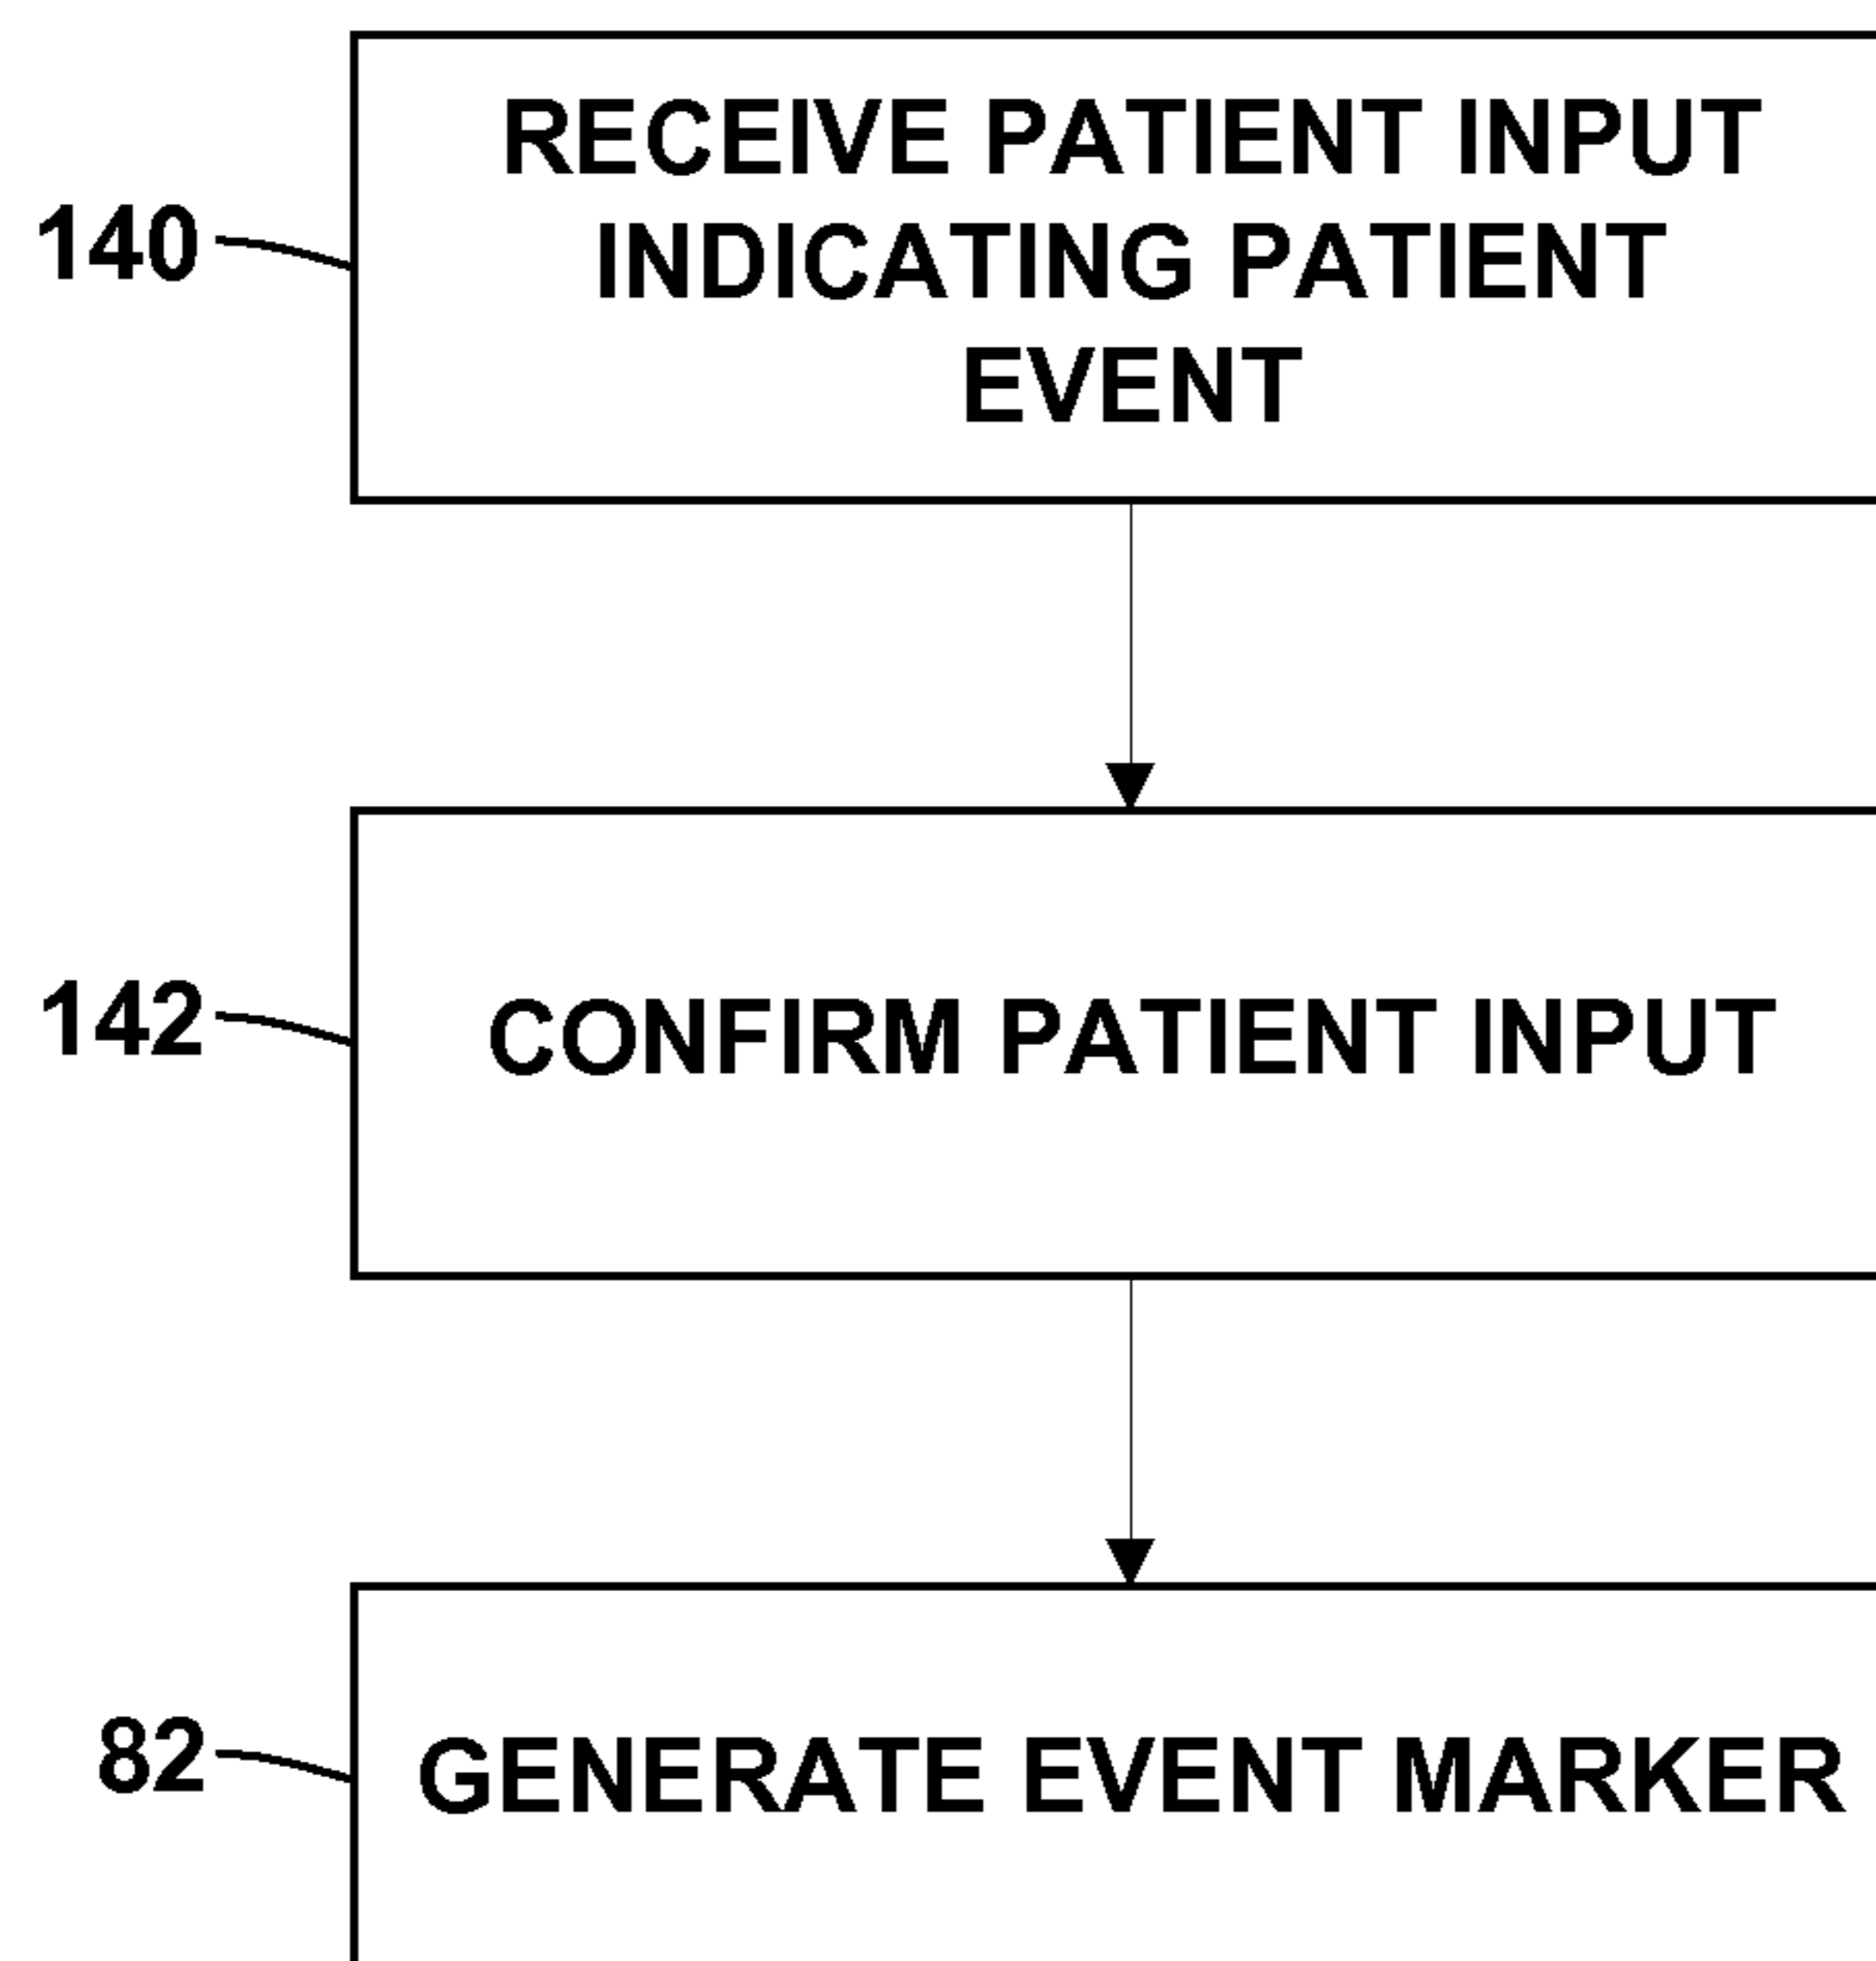 140
RECEIVE PATIENT INPUT
INDICATING PATIENT
EVENT
142
CONFIRM PATIENT INPUT
82
GENERATE EVENT MARKER